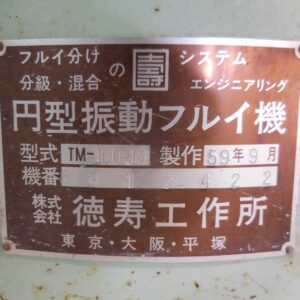 フルイ分け 分級・混合 の 壽 システム エンジニアリング
円型振動フルイ機
型式 TM- 製作 59年9月
機番 422
株式会社 徳寿工作所
東京・大阪・平塚